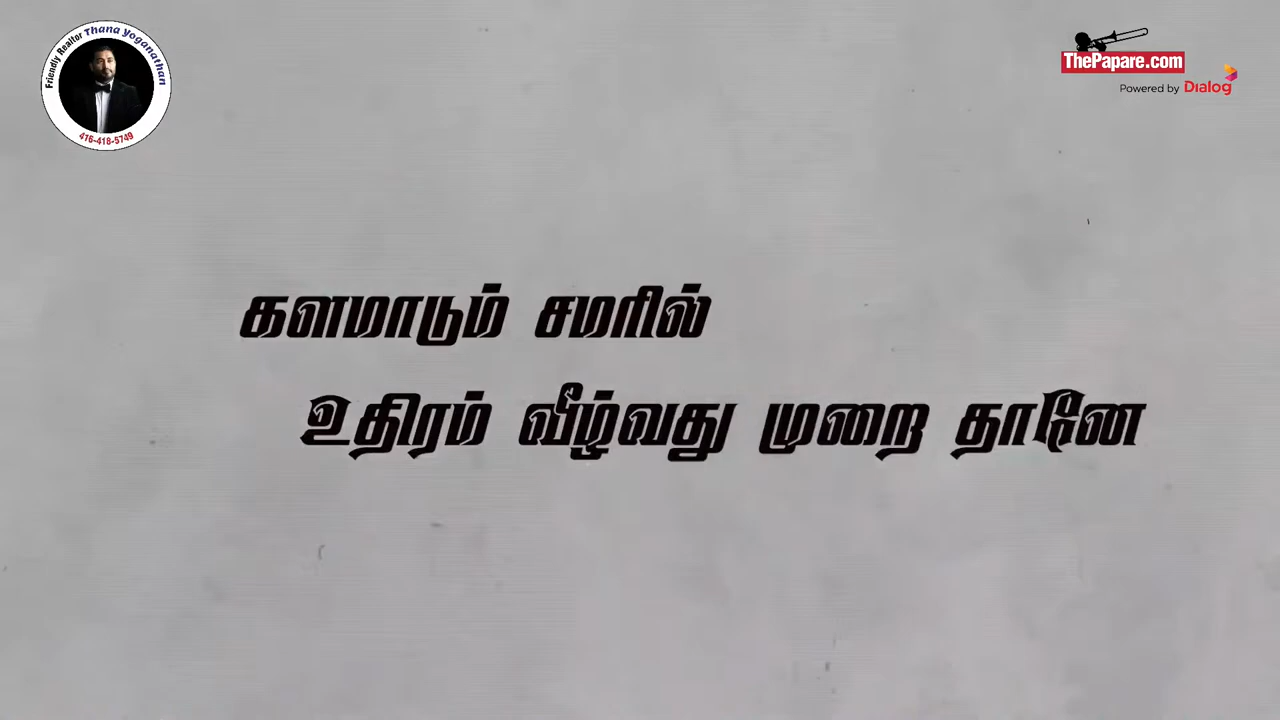 Friendly Realtor Thana Yoganathan
416-418-5749
ThePapare.com
Powered by Dialog
களமாடும் சமரில்
உதிரம் வீழ்வது முறை தானே